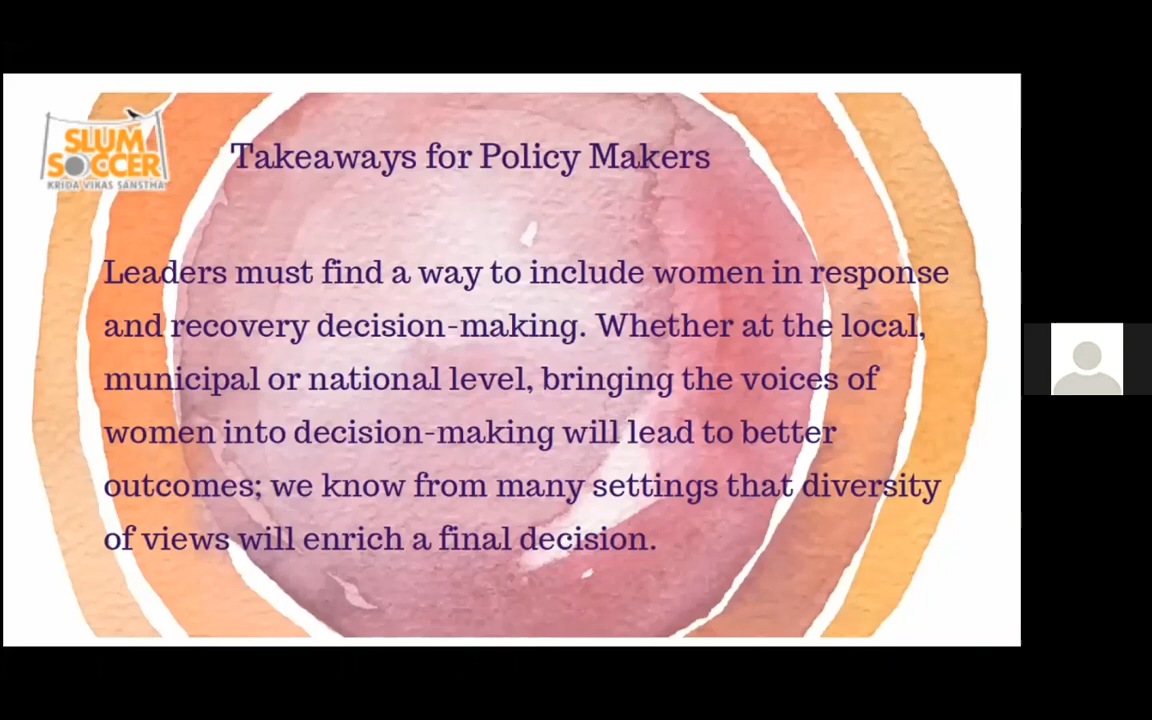 SLUM
SOCCER
KRIDA VIKAS SANSTHA
Takeaways for Policy Makers
Leaders must find a way to include women in response
and recovery decision-making. Whether at the local,
municipal or national level, bringing the voices of
women into decision-making will lead to better
outcomes; we know from many settings that diversity
of views will enrich a final decision.